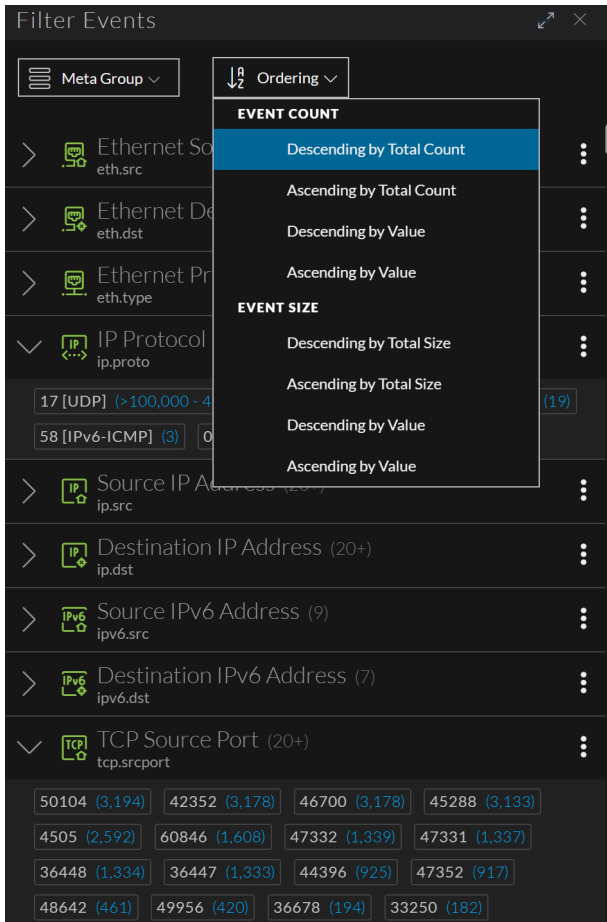 Filter Events
Meta Group
Ordering
EVENT COUNT
Descending by Total Count
Ascending by Total Count
Descending by Value
Ascending by Value
EVENT SIZE
Descending by Total Size
Ascending by Total Size
Descending by Value
Ascending by Value
Ethernet So
eth.src
Ethernet De
eth.dst
Ethernet Pr
eth.type
IP Protocol
ip.proto
17 [UDP] (>100,000 - 4 (19)
58 [IPv6-ICMP] (3) 0
Source IP Address (20+)
ip.src
Destination IP Address (20+)
ip.dst
Source IPv6 Address (9)
ipv6.src
Destination IPv6 Address (7)
ipv6.dst
TCP Source Port (20+)
tcp.srcport
50104 (3,194) 42352 (3,178) 46700 (3,178) 45288 (3,133)
4505 (2,592) 60846 (1,608) 47332 (1,339) 47331 (1,337)
36448 (1,334) 36447 (1,333) 44396 (925) 47352 (917)
48642 (461) 49956 (420) 36678 (194) 33250 (182)